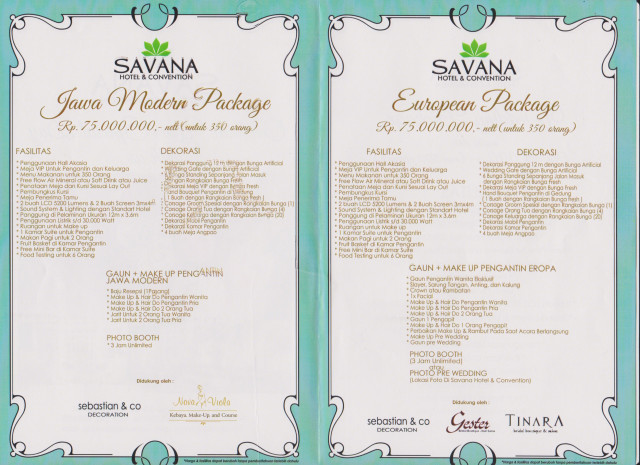 SAVANA
HOTEL & CONVENTION
Jawa Modern Package
Rp. 75.000.000,- nett (untuk 350 orang)
FASILITAS
* Penggunaan Hall Akasia
* Meja VIP Untuk Pengantin dan Keluarga
* Menu Makanan untuk 350 Orang
* Free Flow Air Mineral atau Soft Drink atau Juice
* Penataan Meja dan Kursi Sesuai Lay Out
* Pembungkus Kursi
* Meja Penerima Tamu
* 2 buah LCD 5200 Lumens & 2 Buah Screen 3mx4m
* Sound System & Lighting dengan Standart Hotel
* Panggung di Pelaminan Ukuran 12m x 3.6m
* Penggunaan Listrik s/d 30.000 Watt
* Ruangan untuk Make up
* 1 Kamar Suite untuk Pengantin
* Makan Pagi untuk 2 Orang
* Fruit Basket di Kamar Pengantin
* Free Mini Bar di Kamar Suite
* Food Testing untuk 6 Orang
DEKORASI
* Dekorasi Panggung 12 m dengan Bunga Artificial
* Wedding Gate dengan Bunga Artificial
* 4 Bunga Standing Sepanjang Jalan Masuk
dengan Rangkaian Bunga Fresh
* Dekorasi Meja VIP dengan Bunga Fresh
* Hand Bouquet Pengantin di Gedung
( 1 Buah dengan Rangkaian Bunga Fresh )
* Corsage Groom Spesial dengan Rangkaian Bunga (1)
* Corsage Orang Tua dengan Rangkaian Bunga (4)
* Corsage Keluarga dengan Rangkaian Bunga (20)
* Dekorasi Mobil Pengantin
* Dekorasi Kamar Pengantin
* 4 buah Meja Angpao
GAUN + MAKE UP PENGANTIN
JAWA MODERN
* Baju Resepsi (1Pasang)
* Make Up & Hair Do Pengantin Wanita
* Make Up & Hair Do Pengantin Pria
* Make Up & Hair Do 2 Orang Tua
* Jarit Untuk 2 Orang Tua Wanita
* Jarit Untuk 2 Orang Tua Pria
PHOTO BOOTH
*3 Jam Unlimited)
Didukung oleh :
sebastian & co
DECORATION
Nova Viola
Kebaya, Make-Up and Course
SAVANA
HOTEL & CONVENTION
European Package
Rp. 75.000.000,- nett (untuk 350 orang)
FASILITAS
* Penggunaan Hall Akasia
* Meja VIP Untuk Pengantin dan Keluarga
* Menu Makanan untuk 350 Orang
* Free Flow Air Mineral atau Soft Drink atau Juice
* Penataan Meja dan Kursi Sesuai Lay Out
* Pembungkus Kursi
* Meja Penerima Tamu
* 2 buah LCD 5200 Lumens & 2 Buah Screen 3mx4m
* Sound System & Lighting dengan Standart Hotel
* Panggung di Pelaminan Ukuran 12m x 3.6m
* Penggunaan Listrik s/d 30.000 Watt
* Ruangan untuk Make up
* 1 Kamar Suite untuk Pengantin
* Makan Pagi untuk 2 Orang
* Fruit Basket di Kamar Pengantin
* Free Mini Bar di Kamar Suite
* Food Testing untuk 6 Orang
DEKORASI
* Dekorasi Panggung 12 m dengan Bunga Artificial
* Wedding Gate dengan Bunga Artificial
* 4 Bunga Standing Sepanjang Jalan Masuk
dengan Rangkaian Bunga Fresh
* Dekorasi Meja VIP dengan Bunga Fresh
* Hand Bouquet Pengantin di Gedung
( 1 Buah dengan Rangkaian Bunga Fresh )
* Corsage Groom Spesial dengan Rangkaian Bunga (1)
* Corsage Orang Tua dengan Rangkaian Bunga (4)
* Corsage Keluarga dengan Rangkaian Bunga (20)
* Dekorasi Mobil Pengantin
* Dekorasi Kamar Pengantin
* 4 buah Meja Angpao
GAUN + MAKE UP PENGANTIN EROPA
* Gaun Pengantin Wanita Ekslusif
* Slayer, Sarung Tangan, Anting, dan Kalung
* Crown atau Rambutan
* 1x Facial
* Make Up & Hair Do Pengantin Wanita
* Make Up & Hair Do Pengantin Pria
* Gaun 1 Pengapit
* Make Up & Hair Do 1 Orang Pengapit
* Perbaikan Make Up & Rambut Pada Saat Acara Berlangsung
* Make Up Pre Wedding
* Gaun pre Wedding
PHOTO BOOTH
(3 Jam Unlimited)
atau
PHOTO PRE WEDDING
(Lokasi Foto Di Savana Hotel & Convention)
Didukung oleh :
sebastian & co
DECORATION
Gester
TINARA